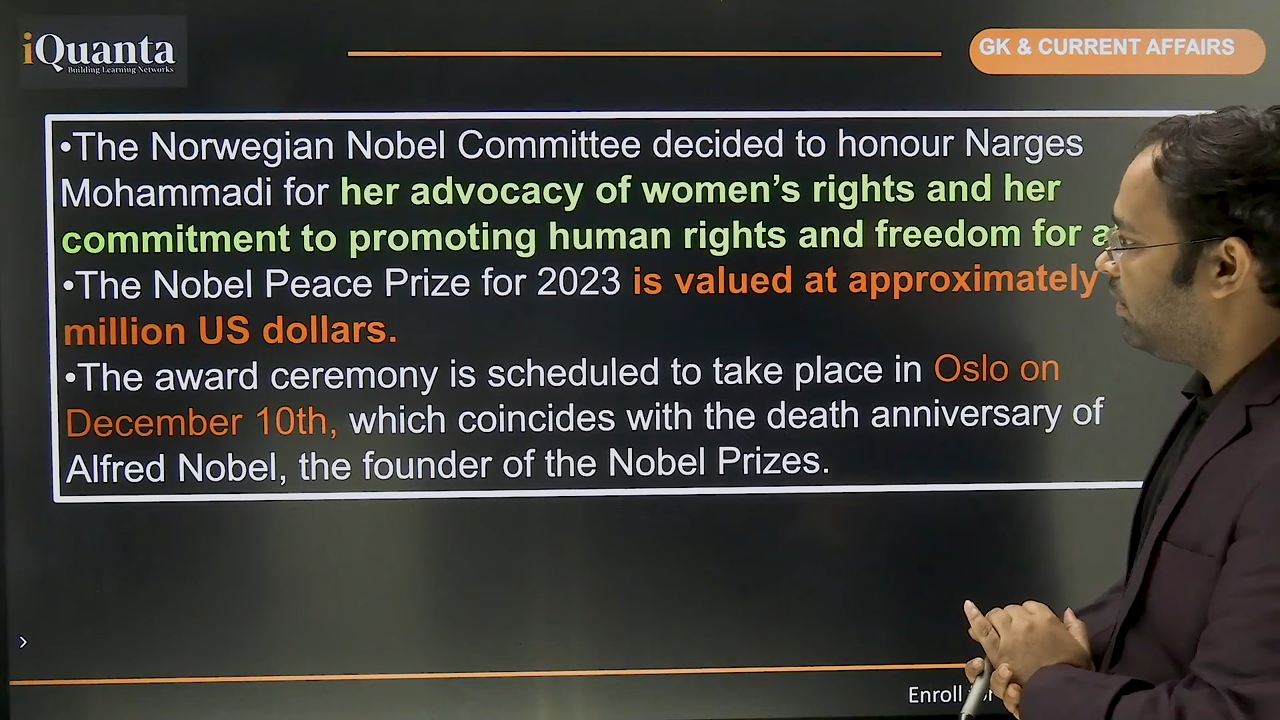 iQuanta
Building Learning Networks
GK & CURRENT AFFAIRS
•The Norwegian Nobel Committee decided to honour Narges
Mohammadi for her advocacy of women's rights and her
commitment to promoting human rights and freedom for
•The Nobel Peace Prize for 2023 is valued at approximately
million US dollars.
•The award ceremony is scheduled to take place in Oslo on
December 10th, which coincides with the death anniversary of
Alfred Nobel, the founder of the Nobel Prizes.
Enroll